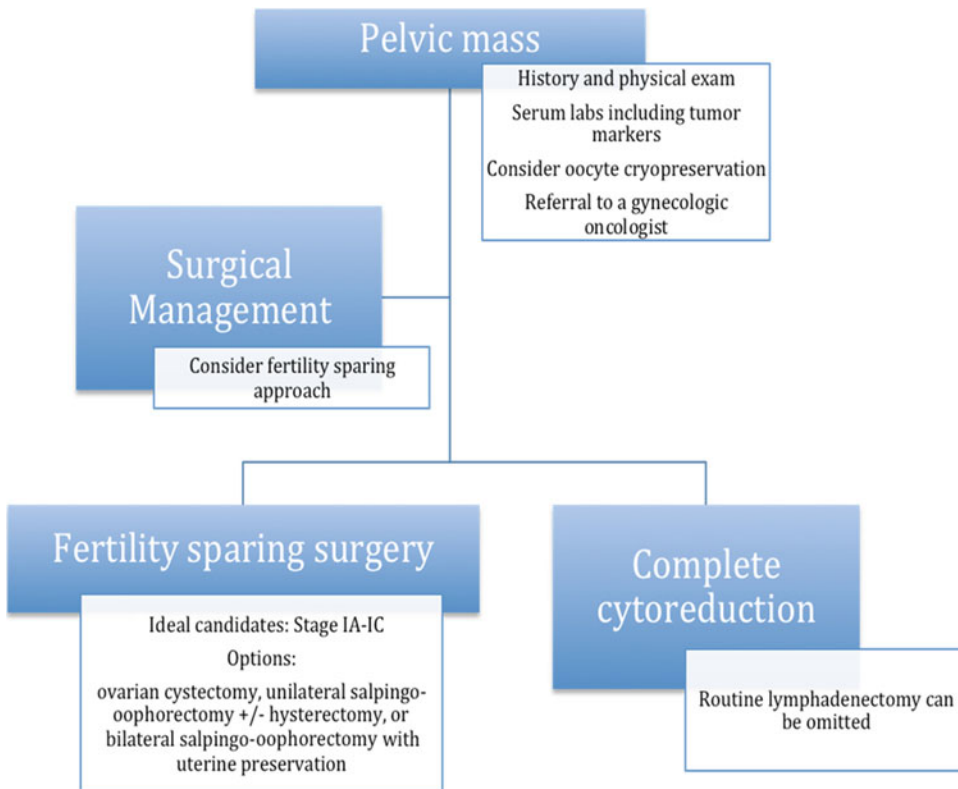 Pelvic mass
History and physical exam
Serum labs including tumor
markers
Consider oocyte cryopreservation
Referral to a gynecologic
oncologist
Surgical
Management
Consider fertility sparing
approach
Fertility sparing surgery
Ideal candidates: Stage IA-IC
Options:
ovarian cystectomy, unilateral salpingo-
oophorectomy +/- hysterectomy, or
bilateral salpingo-oophorectomy with
uterine preservation
Complete
cytoreduction
Routine lymphadenectomy can
be omitted